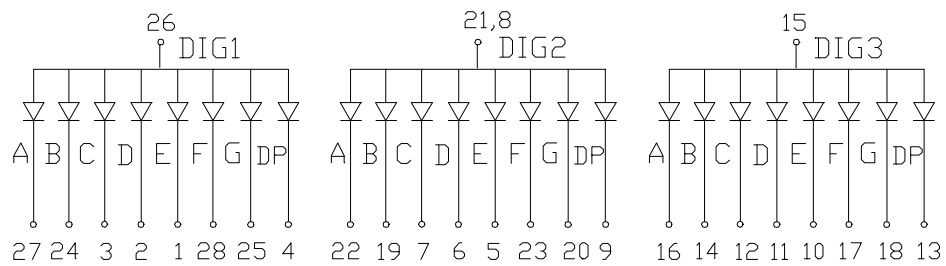 26 21,8 15
DIG1 DIG2 DIG3
A B C D E F G DP A B C D E F G DP A B C D E F G DP
27 24 3 2 1 28 25 4 22 19 7 6 5 23 20 9 16 14 12 11 10 17 18 13